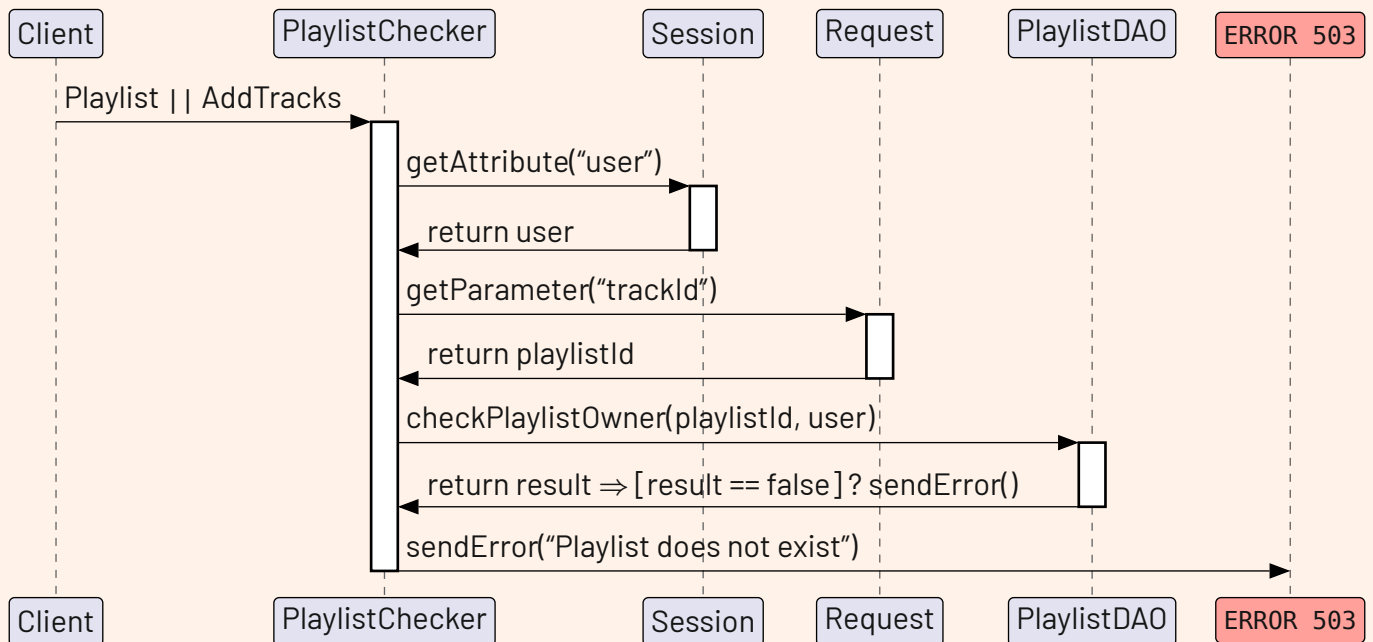 Client PlaylistChecker Session Request PlaylistDAO ERROR 503
Playlist || AddTracks
getAttribute(“user”)
return user
getParameter(“trackId”)
return playlistId
checkPlaylistOwner(playlistId, user)
return result ⇒ [result == false] ? sendError()
sendError(“Playlist does not exist”)
Client PlaylistChecker Session Request PlaylistDAO ERROR 503